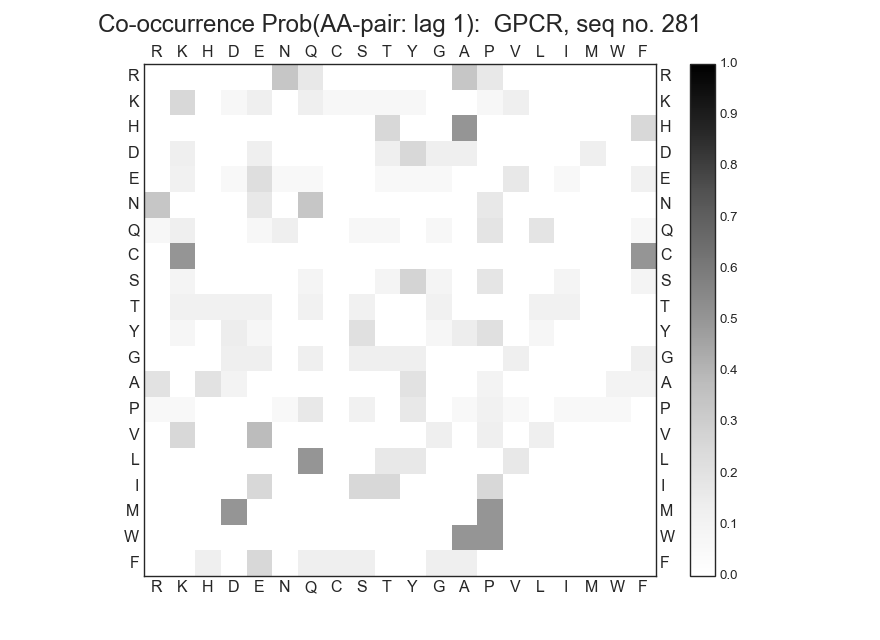 Co-occurrence Prob(AA-pair: lag 1):  GPCR, seq no. 281
R K H D E N Q C S T Y G A P V L I M W F
1.0
R R
K K
0.9
H H
D D
0.8
E E
0.7
N N
Q Q
C C
0.6
S S
T T
0.5
Y Y
G G
0.4
A A
P P
0.3
V V
L L
0.2
I I
M M
0.1
W W
F F
0.0
R K H D E N Q C S T Y G A P V L I M W F